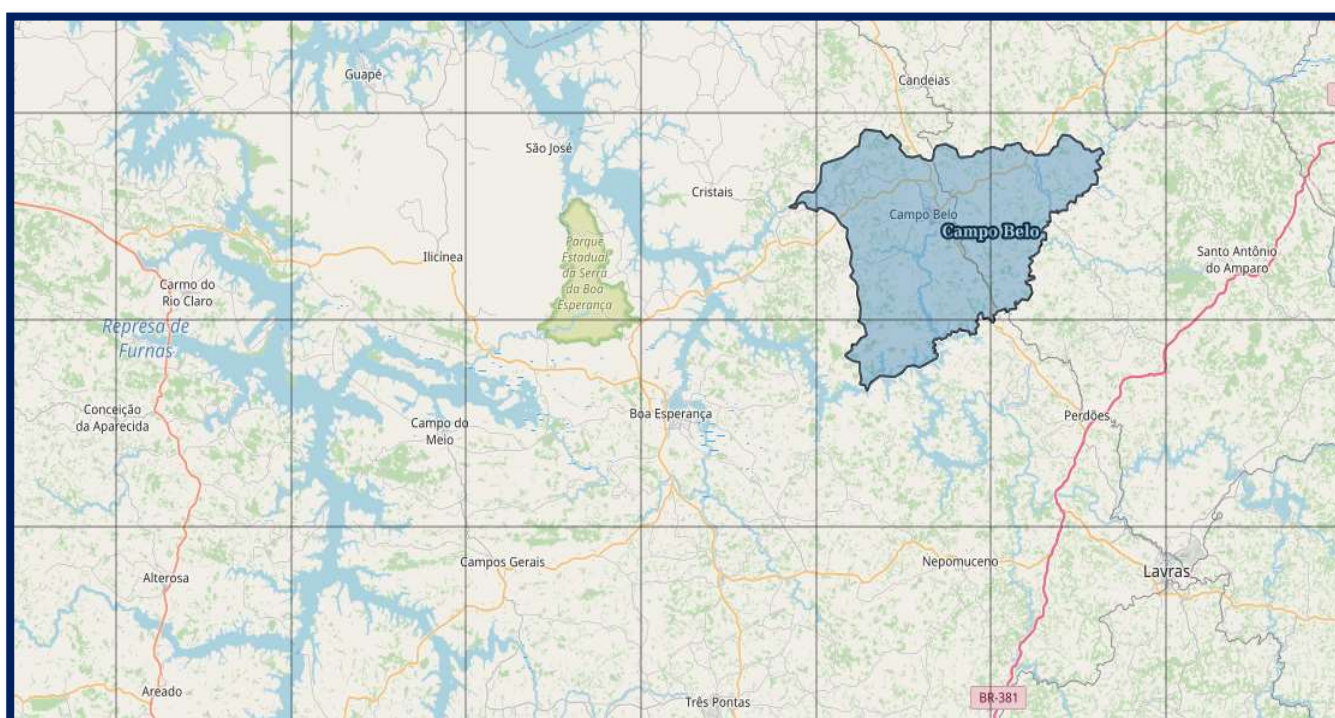 Guapé
Candeias
São José
Cristais
Campo Belo
Campo Belo
Parque
Estadual
da Serra
da Boa
Esperança
Ilicínea
Santo Antônio
do Amparo
Carmo do
Rio Claro
Represa de
Furnas
Conceição
da Aparecida
Campo do
Meio
Boa Esperança
Perdões
Campos Gerais
Nepomuceno
Lavras
Alterosa
Areado
Três Pontas
BR-381